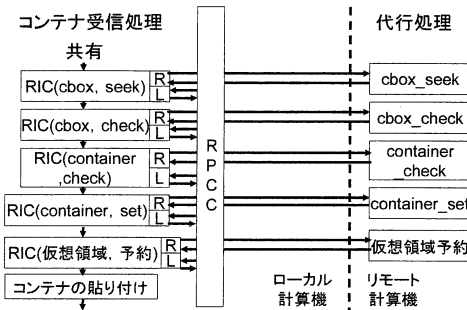 コンテナ受信処理
代行処理
共有
RIC(cbox, seek)
R
L
cbox_seek
RIC(cbox, check)
R
L
cbox_check
RIC(container
,check)
R
L
container
_check
RIC(container, set)
R
L
container_set
RIC(仮想領域, 予約)
R
L
仮想領域予約
コンテナの貼り付け
R
P
C
C
ローカル
計算機
リモート
計算機